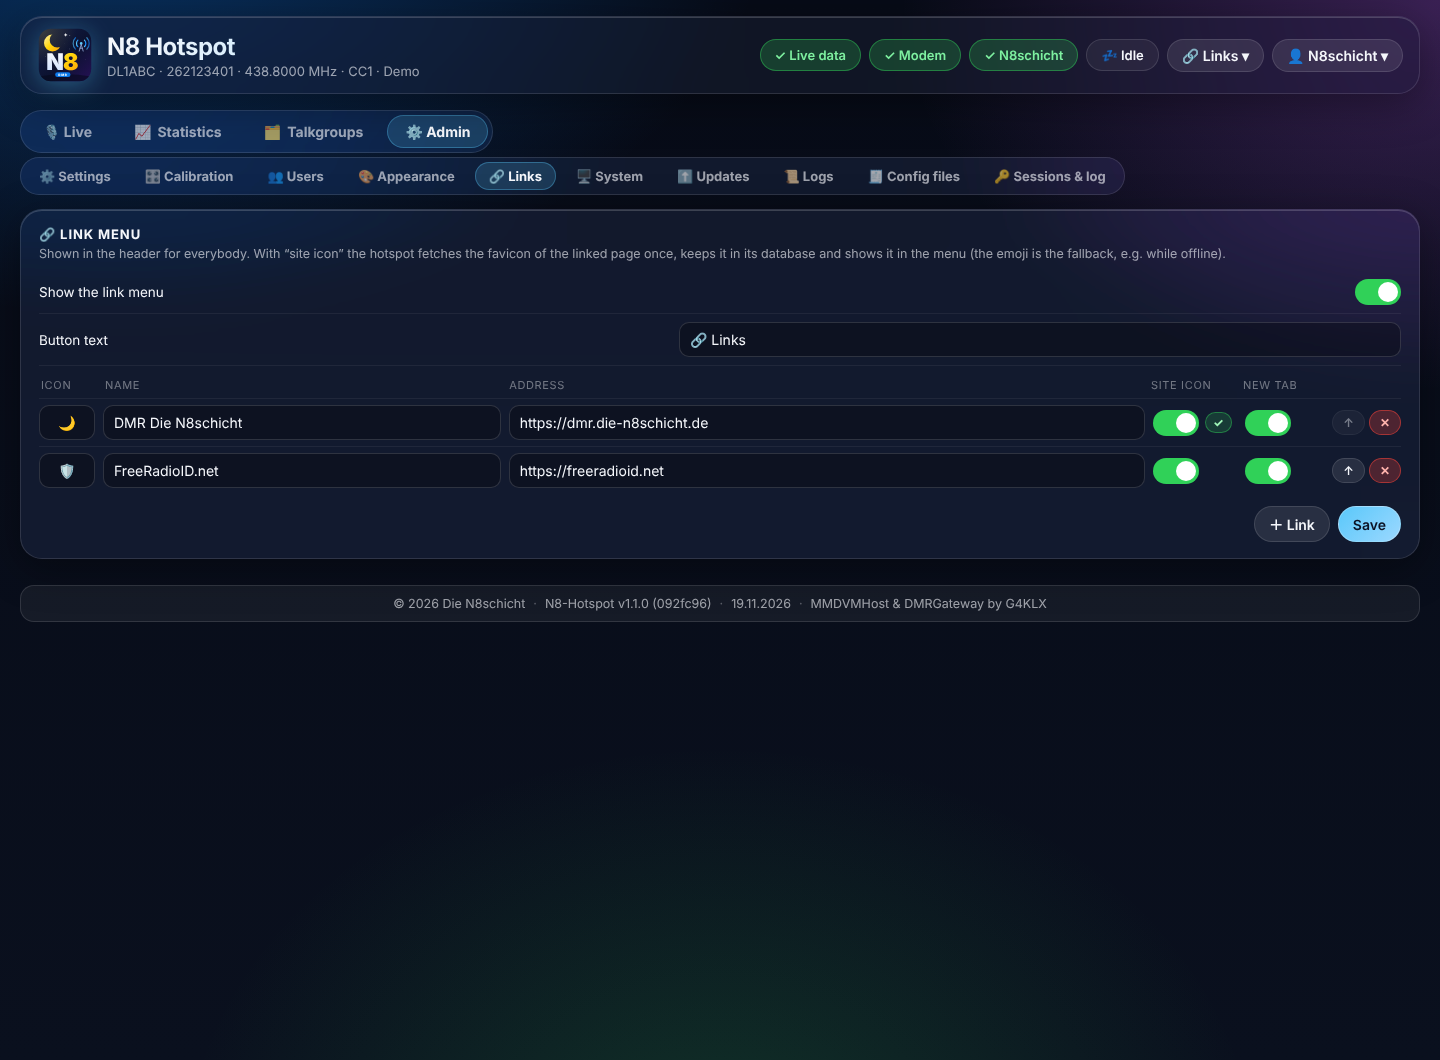 N8
DMR
N8 Hotspot
DL1ABC · 262123401 · 438.8000 MHz · CC1 · Demo
✓ Live data
✓ Modem
✓ N8schicht
💤 Idle
🔗 Links ▾
👤 N8schicht ▾
🎙️ Live
📈 Statistics
🗂️ Talkgroups
⚙️ Admin
⚙️ Settings
🎛️ Calibration
👥 Users
🎨 Appearance
🔗 Links
🖥️ System
⬆️ Updates
📜 Logs
🧾 Config files
🔑 Sessions & log
🔗 LINK MENU
Shown in the header for everybody. With “site icon” the hotspot fetches the favicon of the linked page once, keeps it in its database and shows it in the menu (the emoji is the fallback, e.g. while offline).
Show the link menu
Button text
🔗 Links
ICON NAME ADDRESS SITE ICON NEW TAB
🌙 DMR Die N8schicht https://dmr.die-n8schicht.de ✓ ↑ ✕
🛡️ FreeRadioID.net https://freeradioid.net ↑ ✕
＋ Link
Save
© 2026 Die N8schicht · N8-Hotspot v1.1.0 (092fc96) · 19.11.2026 · MMDVMHost & DMRGateway by G4KLX